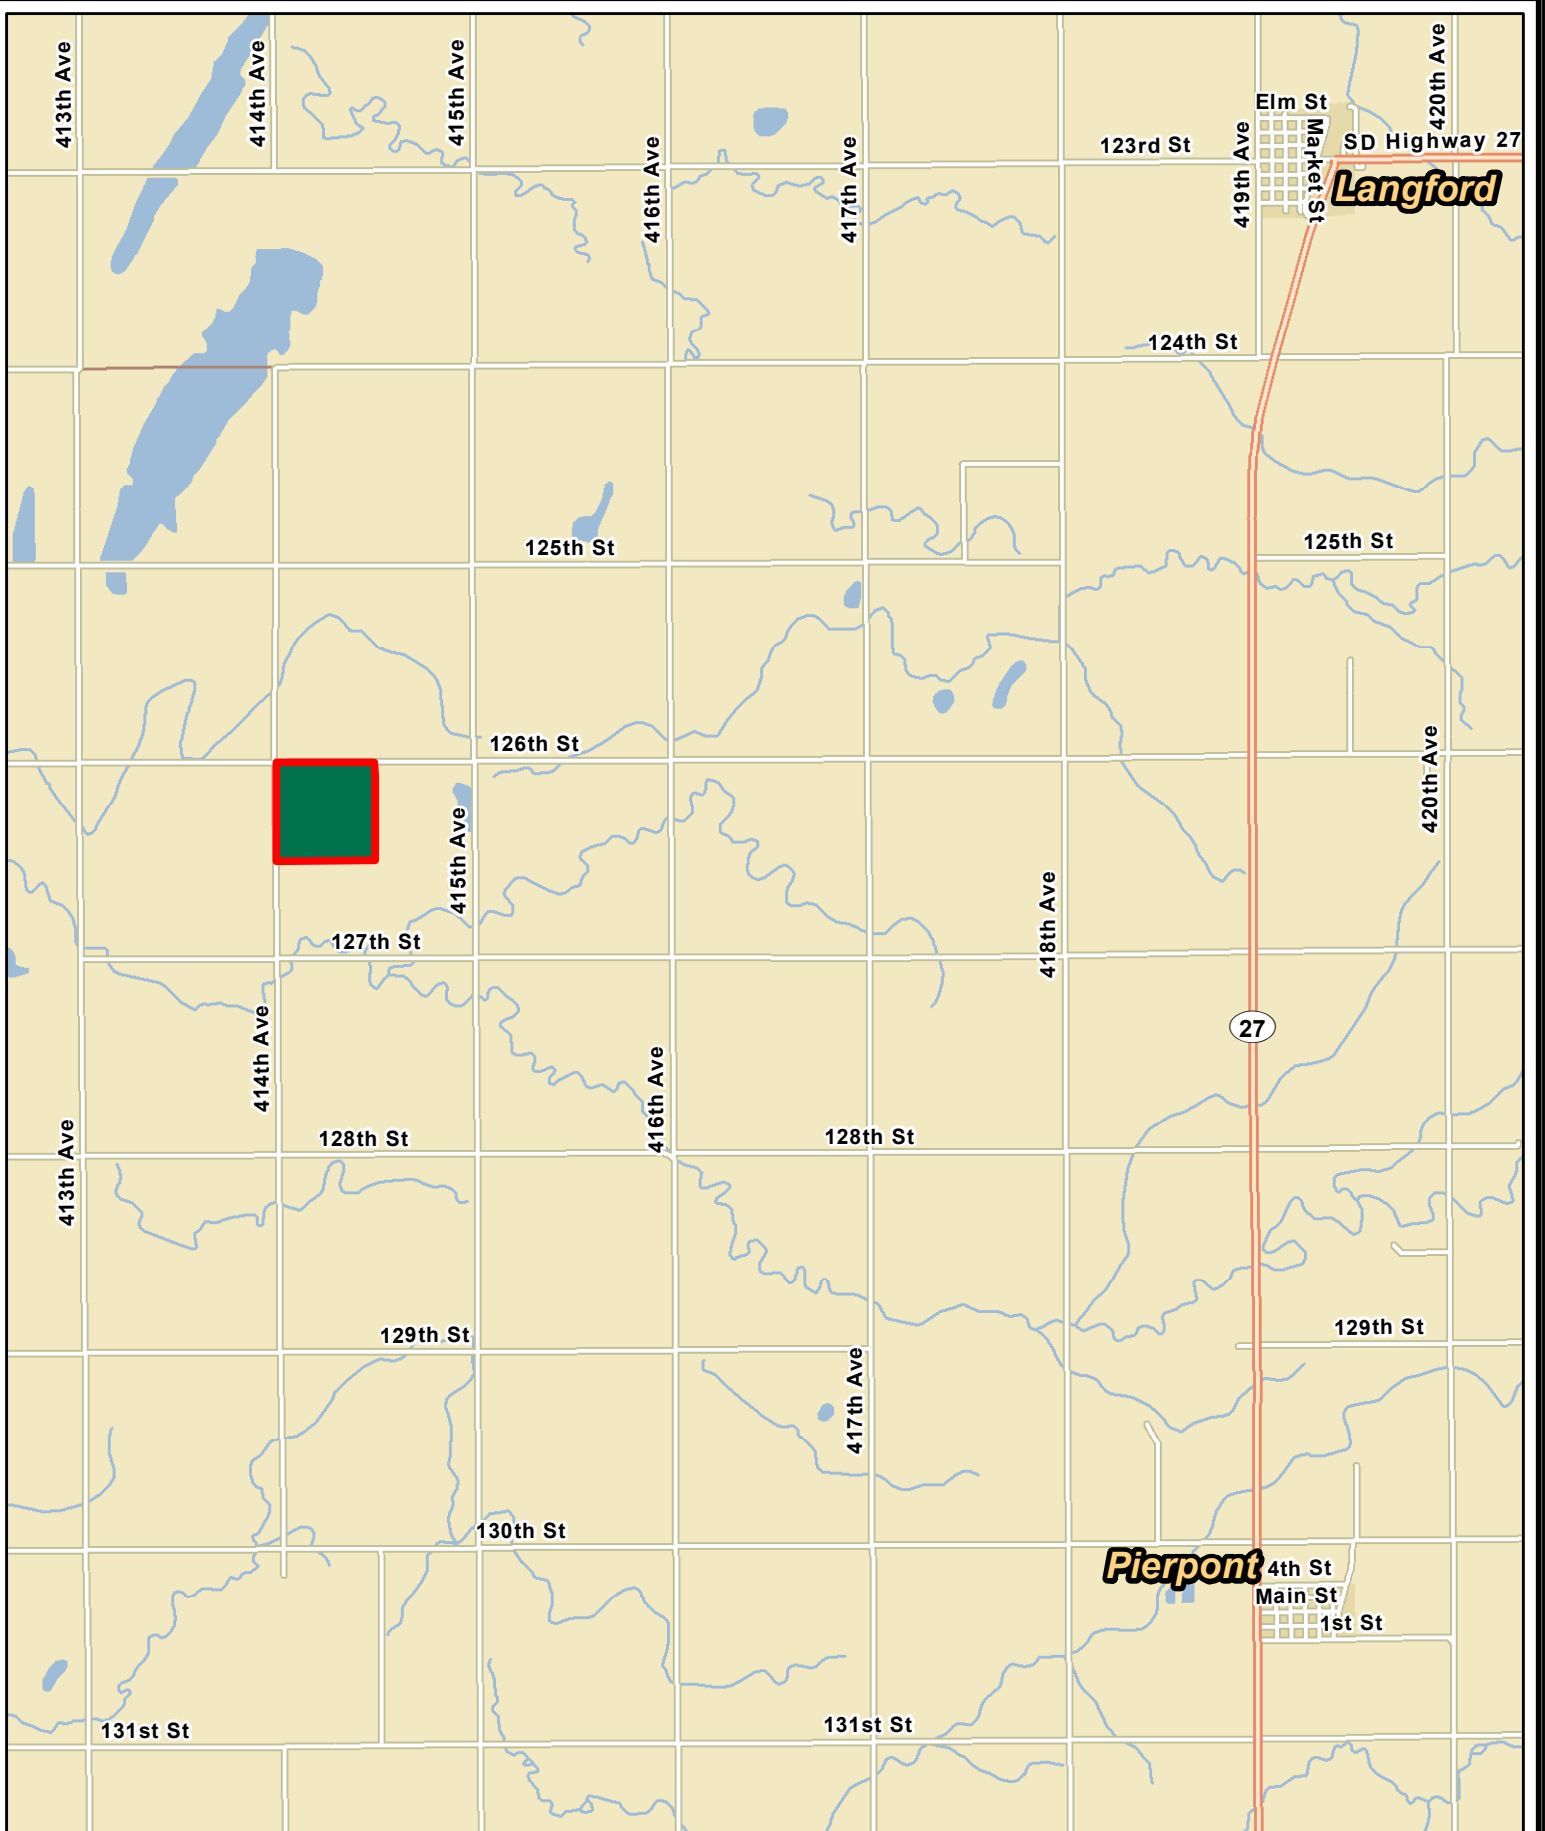 420th Ave
413th Ave
414th Ave
415th Ave
Elm St
Market St
SD Highway 27
123rd St
419th Ave
416th Ave
417th Ave
Langford
124th St
125th St
125th St
126th St
420th Ave
415th Ave
418th Ave
127th St
414th Ave
27
416th Ave
413th Ave
128th St
128th St
129th St
129th St
417th Ave
130th St
Pierpont
4th St
Main St
1st St
131st St
131st St